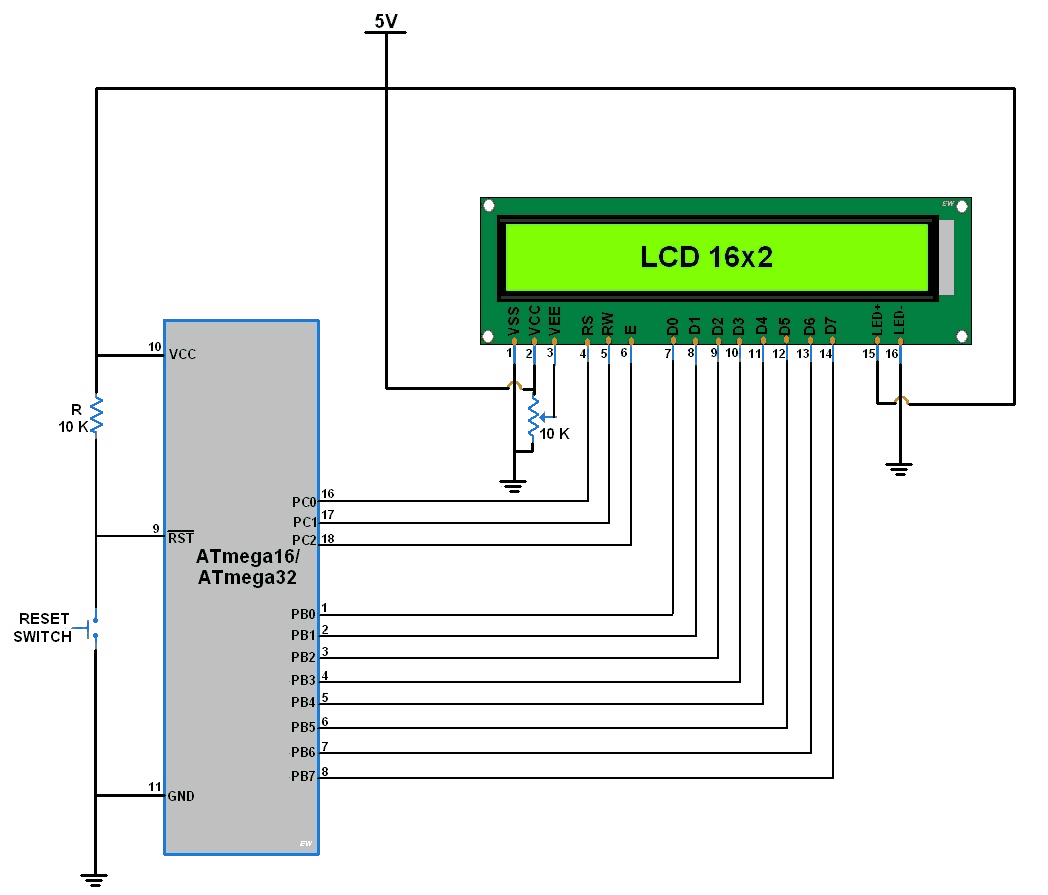 5V
EW
LCD 16x2
VSS VCC VEE RS RW E D0 D1 D2 D3 D4 D5 D6 D7 LED+ LED-
1 2 3 4 5 6 7 8 9 10 11 12 13 14 15 16
10 VCC
R
10 K
10 K
PC0 16
PC1 17
PC2 18
9 RST
ATmega16/
ATmega32
PB0 1
RESET
SWITCH
PB1 2
PB2 3
PB3 4
PB4 5
PB5 6
PB6 7
PB7 8
11 GND
EW